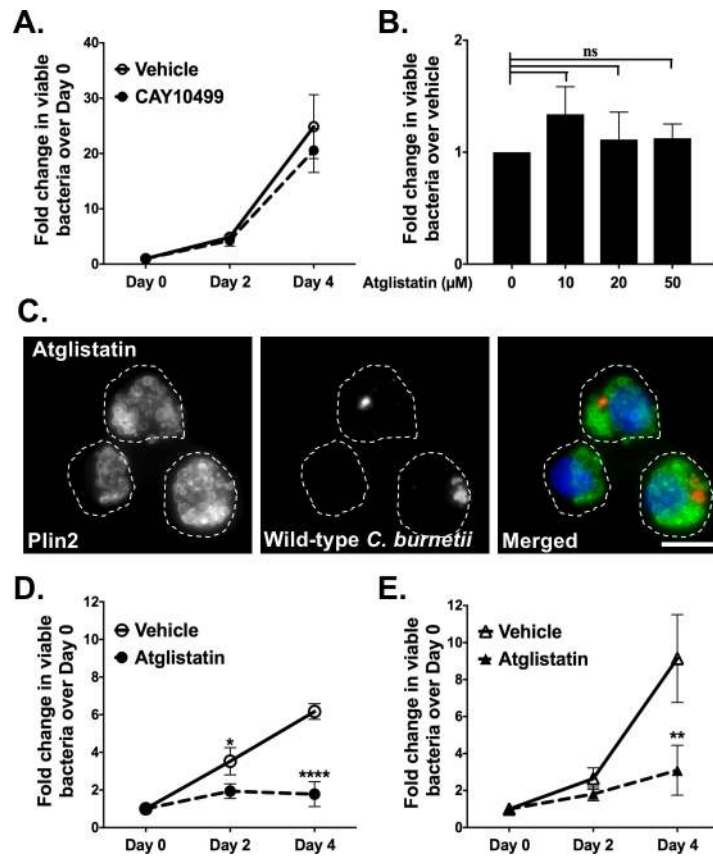 A.
Fold change in viable
bacteria over Day 0
40
30
20
10
0
Vehicle
CAY10499
Day 0
Day 2
Day 4
B.
Fold change in viable
bacteria over vehicle
2
1
0
ns
Atglistatin (µM)
0
10
20
50
C.
Atglistatin
Plin2
Wild-type C. burnetii
Merged
D.
Fold change in viable
bacteria over Day 0
12
10
8
6
4
2
0
Vehicle
Atglistatin
*
****
Day 0
Day 2
Day 4
E.
Fold change in viable
bacteria over Day 0
12
10
8
6
4
2
0
Vehicle
Atglistatin
**
Day 0
Day 2
Day 4